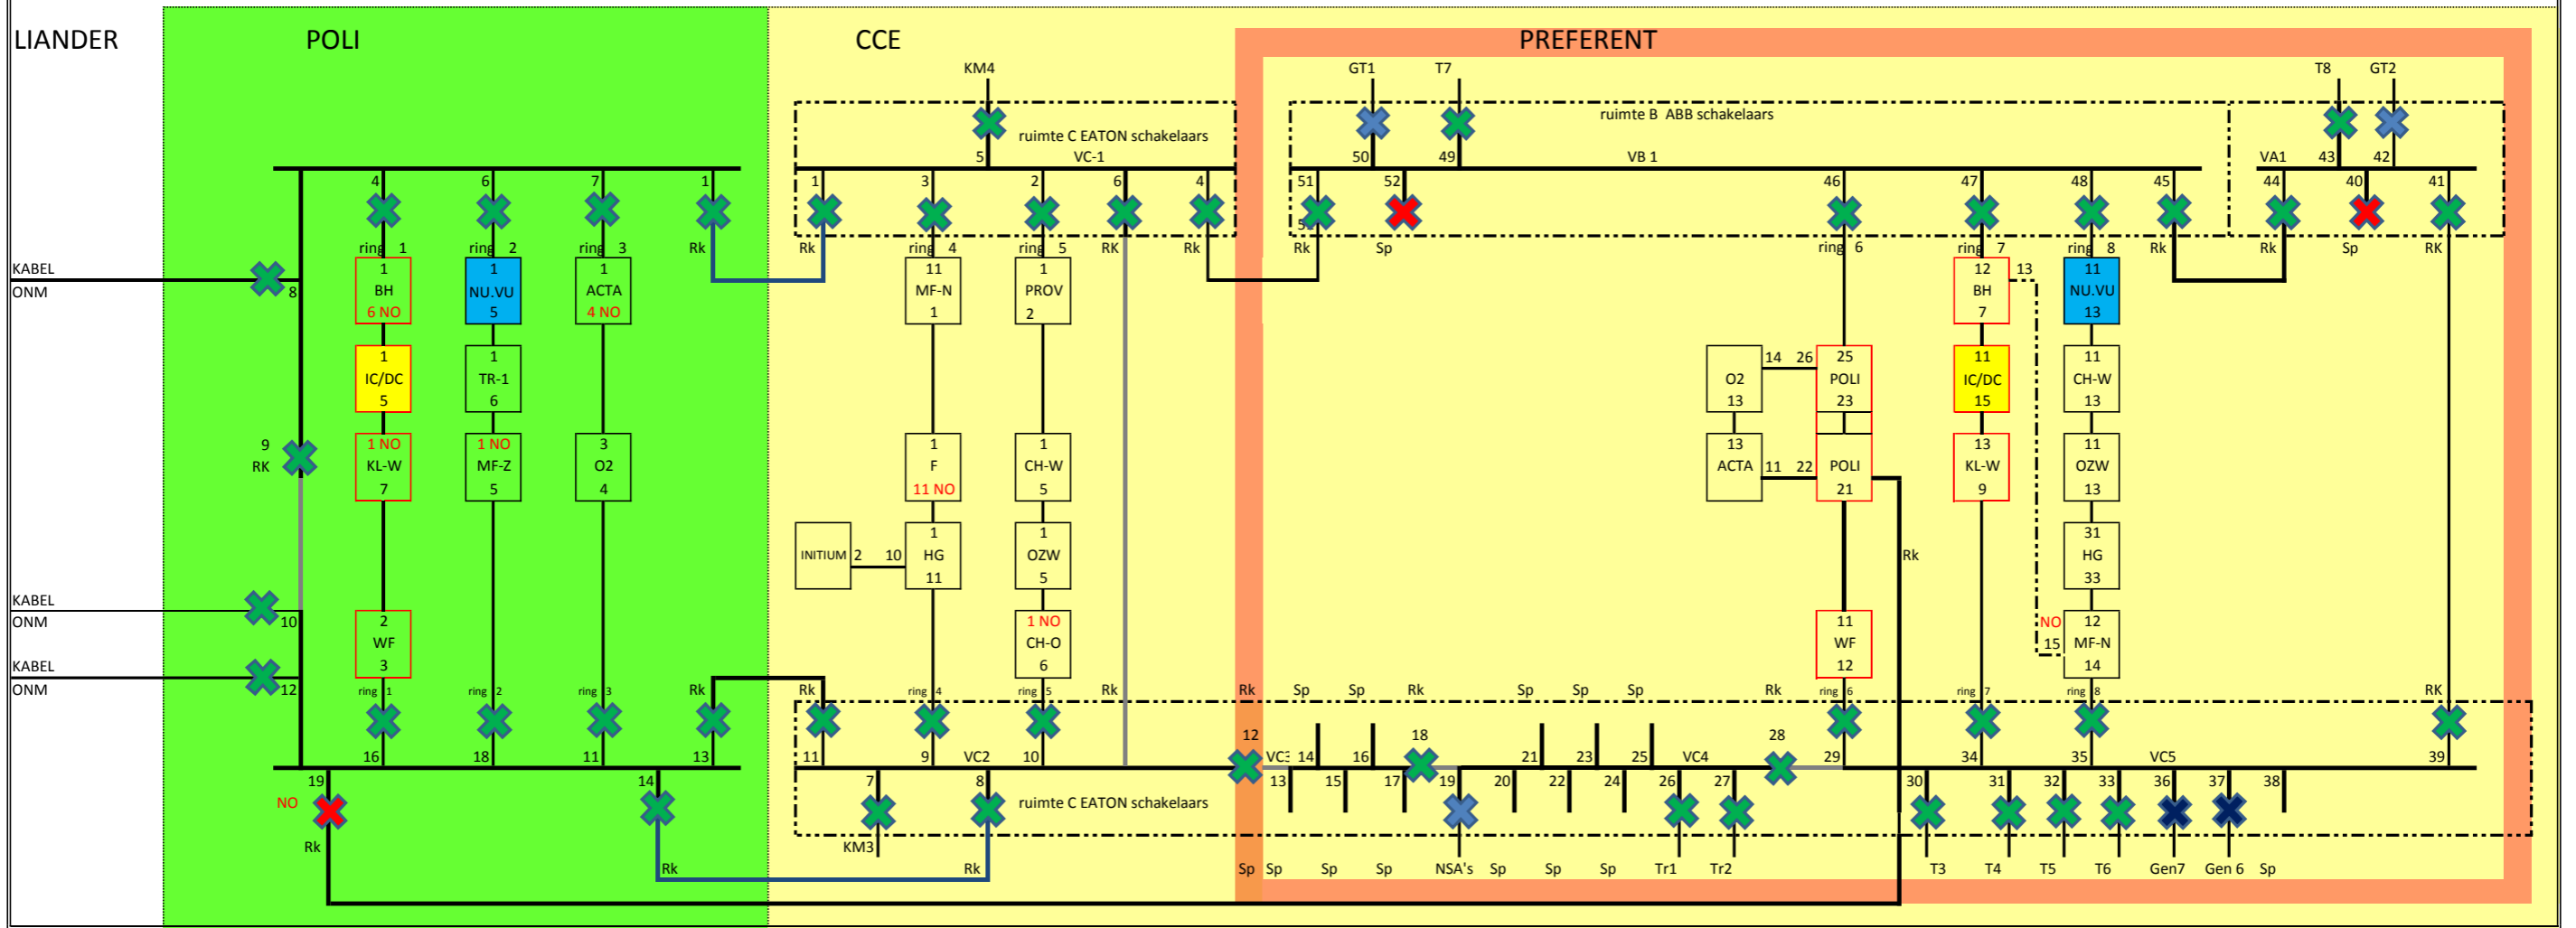 LIANDER POLI CCE PREFERENT
KM4 GT1 T7 T8 GT2
ruimte C EATON schakelaars ruimte B ABB schakelaars
5 VC-1 50 49 VB 1 VA1 43 42
4 6 7 1 1 3 2 6 4 51 52 46 47 48 45 44 40 41
ring 1 ring 2 ring 3 Rk Rk ring 4 ring 5 RK Rk Rk Sp ring 6 ring 7 ring 8 Rk Rk Sp RK
KABEL 1 1 1 11 1 12 13 11
ONM 8 BH NU.VU ACTA MF-N PROV BH NU.VU
6 NO 5 4 NO 1 2 7 13
1 1 14 26 25 11 11
IC/DC TR-1 O2 POLI IC/DC CH-W
5 6 13 23 15 13
9 1 NO 1 NO 3 1 1 13 13 11
RK KL-W MF-Z O2 F CH-W ACTA 11 22 POLI KL-W OZW
7 5 4 11 NO 5 21 9 13
1 1 31
INITIUM 2 10 HG OZW Rk HG
11 5 33
KABEL
ONM 10 2 1 NO 11 NO 12
WF CH-O WF 15 MF-N
3 6 12 14
KABEL
ONM 12
ring 1 ring 2 ring 3 Rk Rk ring 4 ring 5 Rk Rk Sp Sp Rk Sp Sp Sp Rk ring 6 ring 7 ring 8 RK
12 18 28
16 18 11 13 11 9 VC2 10 14 16 21 23 25 VC4 29 34 35 VC5 39
19 14 7 8 13 15 17 19 20 22 24 26 27 30 31 32 33 36 37 38
NO ruimte C EATON schakelaars
Rk KM3
Rk Rk Sp Sp Sp Sp NSA's Sp Sp Sp Tr1 Tr2 T3 T4 T5 T6 Gen7 Gen 6 Sp